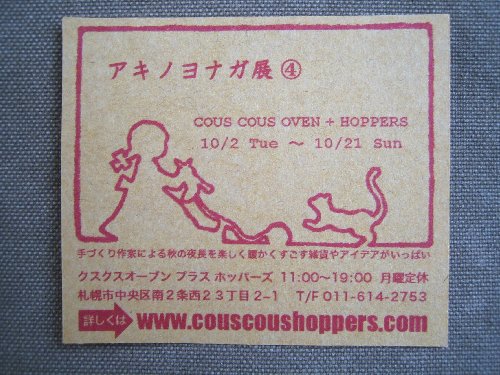 アキノヨナガ展④
COUS COUS OVEN + HOPPERS
10/2 Tue ～ 10/21 Sun
手づくり作家による秋の夜長を楽しく暖かくすごす雑貨やアイデアがいっぱい
クスクスオーブン プラス ホッパーズ 11:00～19:00 月曜定休
札幌市中央区南2条西23丁目2-1 T/F 011-614-2753
詳しくは www.couscoushoppers.com